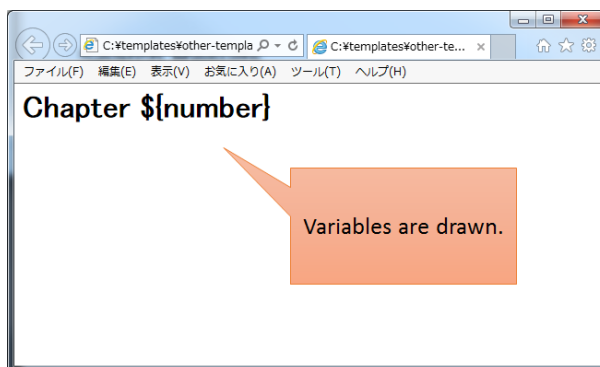 C:¥templates¥other-templa
C:¥templates¥other-te...
ファイル(F) 編集(E) 表示(V) お気に入り(A) ツール(T) ヘルプ(H)
Chapter ${number}
Variables are drawn.